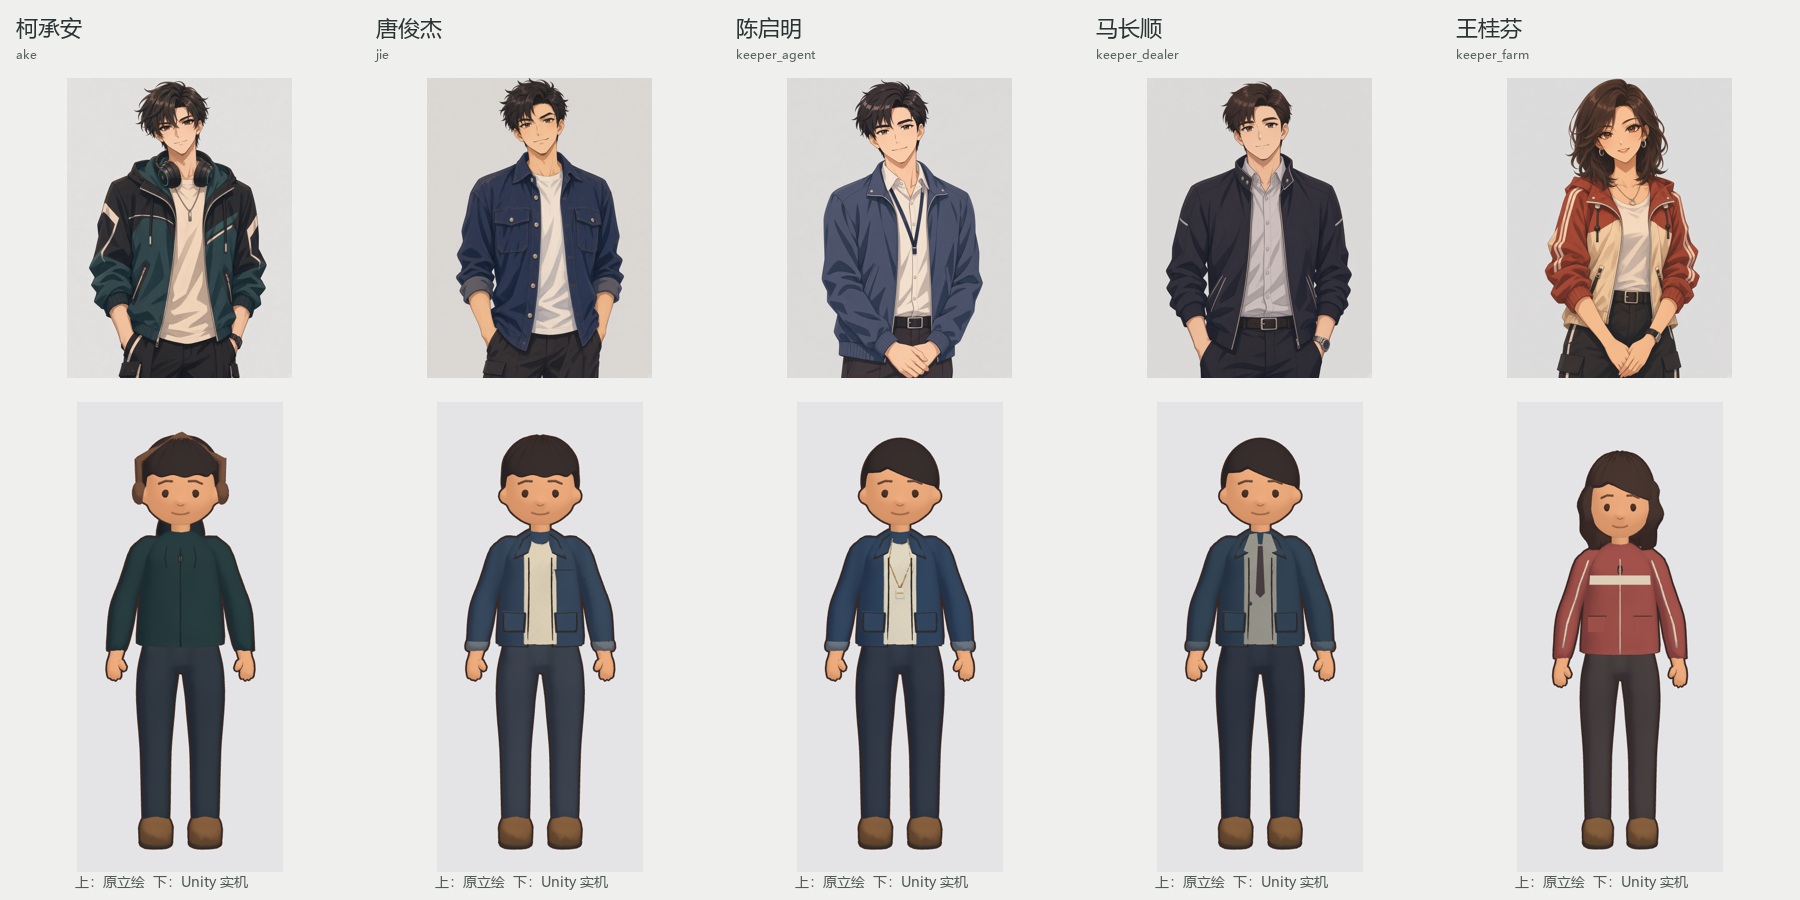 柯承安
ake
唐俊杰
jie
陈启明
keeper_agent
马长顺
keeper_dealer
王桂芬
keeper_farm
上：原立绘 下：Unity 实机
上：原立绘 下：Unity 实机
上：原立绘 下：Unity 实机
上：原立绘 下：Unity 实机
上：原立绘 下：Unity 实机